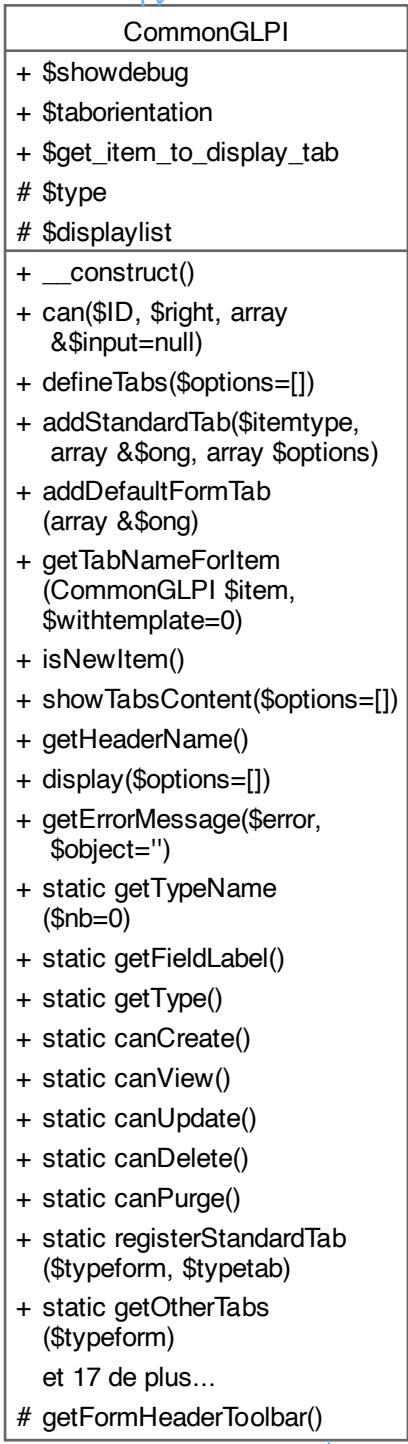 CommonGLPI
+ $showdebug
+ $taborientation
+ $get_item_to_display_tab
# $type
# $displaylist
+ __construct()
+ can($ID, $right, array
&$input=null)
+ defineTabs($options=[])
+ addStandardTab($itemtype,
array &$ong, array $options)
+ addDefaultFormTab
(array &$ong)
+ getTabNameForItem
(CommonGLPI $item,
$withtemplate=0)
+ isNewItem()
+ showTabsContent($options=[])
+ getHeaderName()
+ display($options=[])
+ getErrorMessage($error,
$object='')
+ static getTypeName
($nb=0)
+ static getFieldLabel()
+ static getType()
+ static canCreate()
+ static canView()
+ static canUpdate()
+ static canDelete()
+ static canPurge()
+ static registerStandardTab
($typeform, $typetab)
+ static getOtherTabs
($typeform)
et 17 de plus...
# getFormHeaderToolbar()